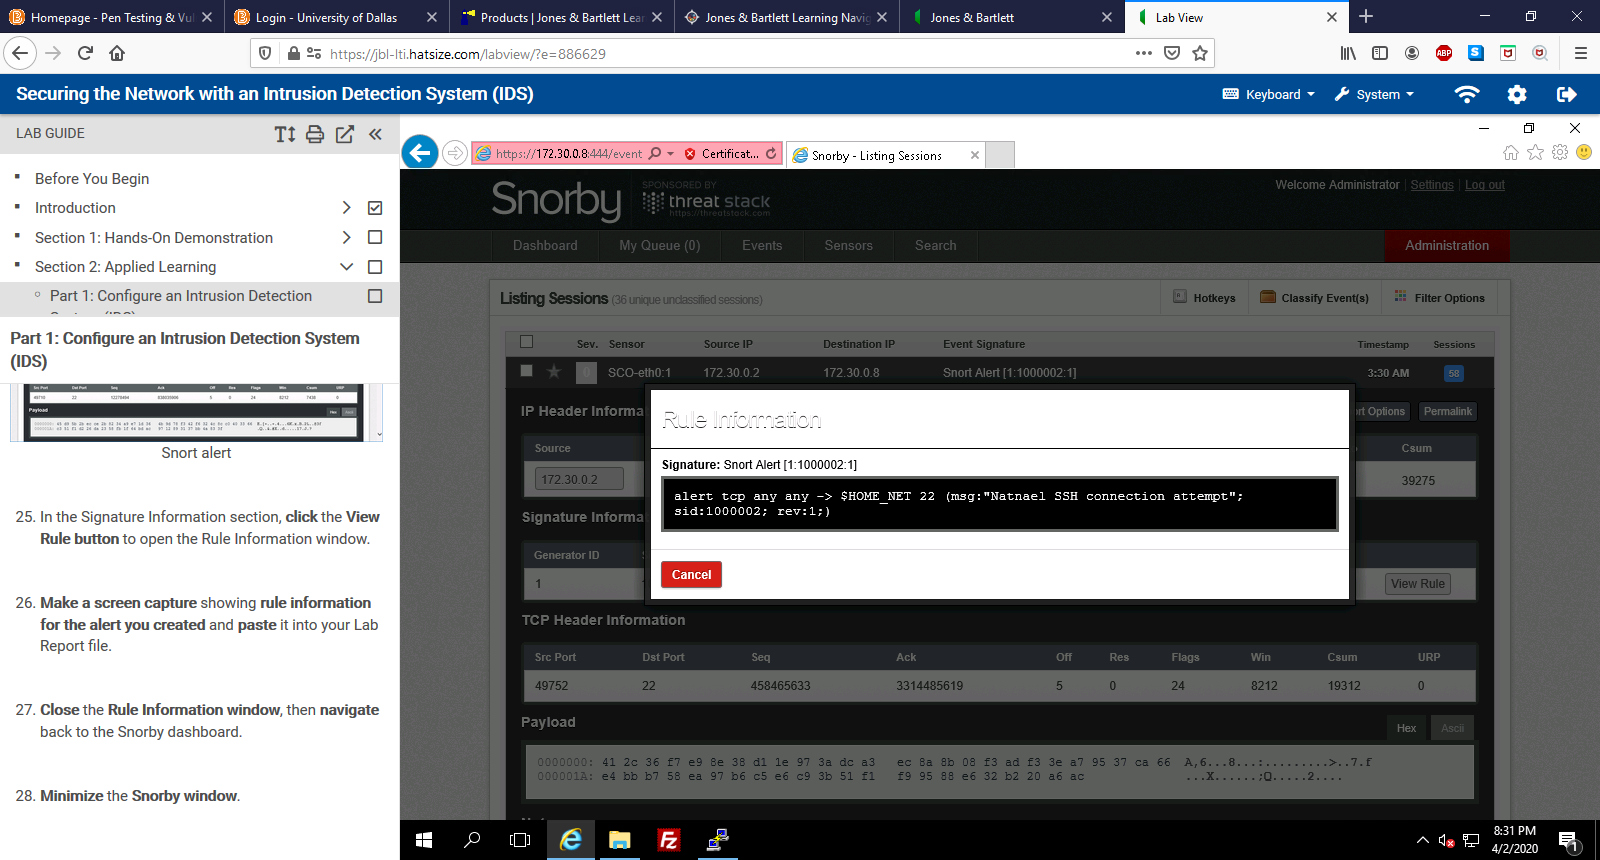 Homepage - Pen Testing & Vul
Login - University of Dallas
Products | Jones & Bartlett Lear
Jones & Bartlett Learning Navig
Jones & Bartlett
Lab View
https://jbl-lti.hatsize.com/labview/?e=886629
ABP
S
Securing the Network with an Intrusion Detection System (IDS)
Keyboard
System
LAB GUIDE
Before You Begin
Introduction
Section 1: Hands-On Demonstration
Section 2: Applied Learning
Part 1: Configure an Intrusion Detection
Part 1: Configure an Intrusion Detection System
(IDS)
Payload
Snort alert
25. In the Signature Information section, click the View
Rule button to open the Rule Information window.
26. Make a screen capture showing rule information
for the alert you created and paste it into your Lab
Report file.
27. Close the Rule Information window, then navigate
back to the Snorby dashboard.
28. Minimize the Snorby window.
https://172.30.0.8:444/event
Certificat...
Snorby - Listing Sessions
Snorby
SPONSORED BY
threat stack
https://threatstack.com
Welcome Administrator
Settings
Log out
Dashboard
My Queue (0)
Events
Sensors
Search
Administration
Listing Sessions (36 unique unclassified sessions)
Hotkeys
Classify Event(s)
Filter Options
Sev. Sensor Source IP Destination IP Event Signature Timestamp Sessions
0 SCO-eth0:1 172.30.0.2 172.30.0.8 Snort Alert [1:1000002:1] 3:30 AM 58
IP Header Informa
rt Options
Permalink
Source
Csum
172.30.0.2
39275
Rule Information
Signature: Snort Alert [1:1000002:1]
alert tcp any any -> $HOME_NET 22 (msg:"Natnael SSH connection attempt";
sid:1000002; rev:1;)
Cancel
Signature Informa
Generator ID
1
View Rule
TCP Header Information
Src Port Dst Port Seq Ack Off Res Flags Win Csum URP
49752 22 458465633 3314485619 5 0 24 8212 19312 0
Payload
Hex
Ascii
0000000: 41 2c 36 f7 e9 8e 38 d1 1e 97 3a dc a3 ec 8a 8b 08 f3 ad f3 3e a7 95 37 ca 66 A,6...8...:.........>..7.f
000001A: e4 bb b7 58 ea 97 b6 c5 e6 c9 3b 51 f1 f9 95 88 e6 32 b2 20 a6 ac ...X......;Q.....2. ...
8:31 PM
4/2/2020
1